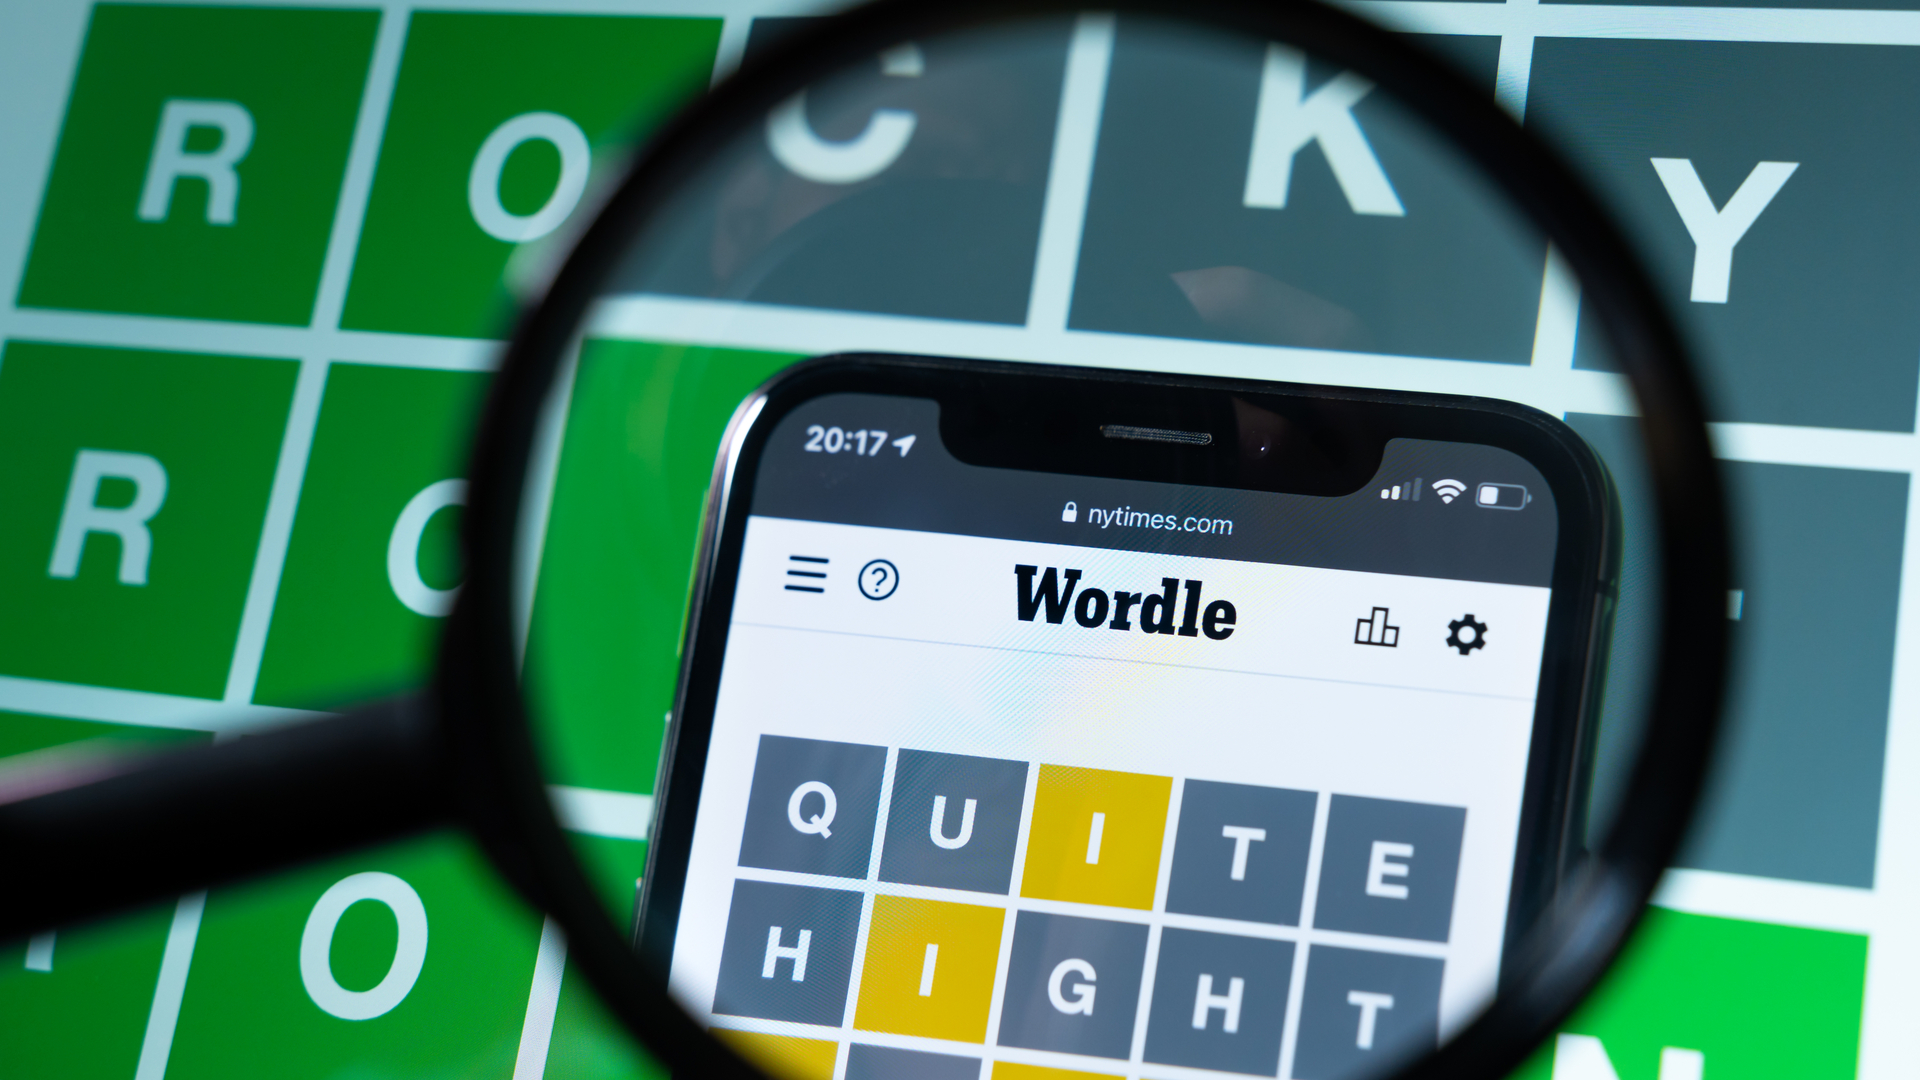 R O C K Y
R
20:17
nytimes.com
Wordle
Q U I T E
H I G H T
O
N